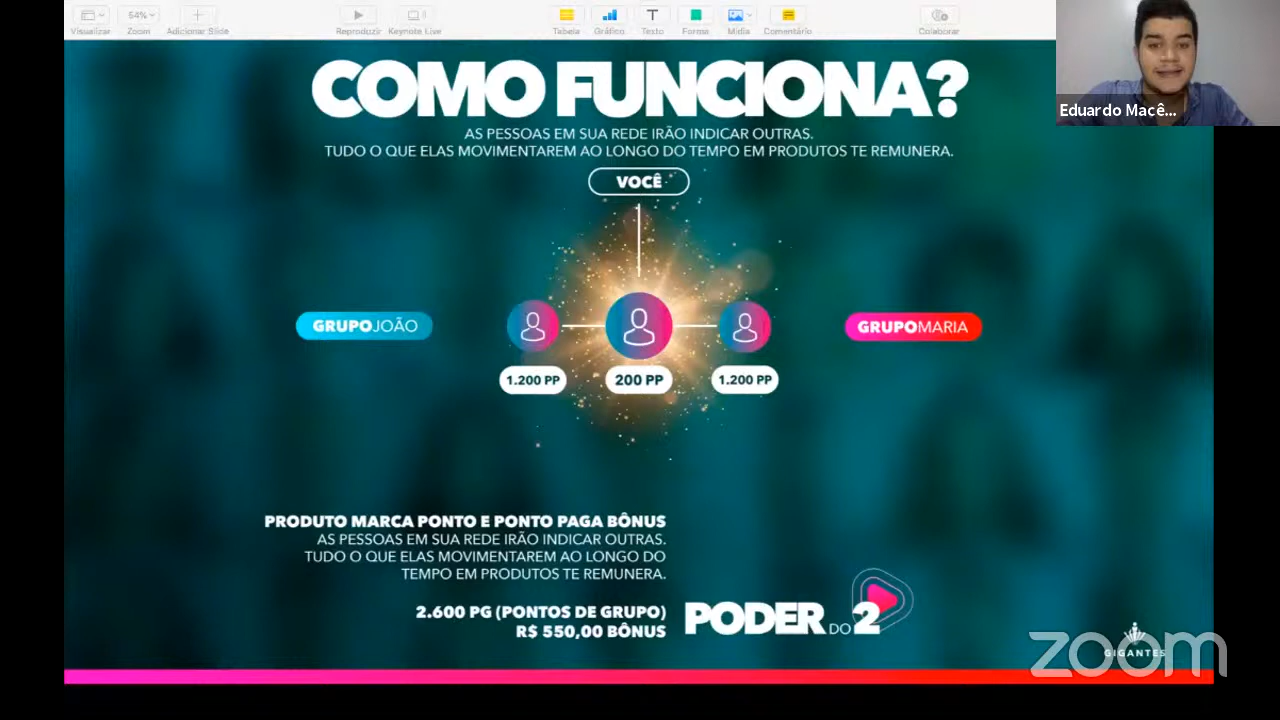 Visualizar
54%
Zoom
Adicionar Slide
Reproduzir
Keynote Live
Tabela
Gráfico
Texto
Forma
Mídia
Comentário
Colaborar
Eduardo Macê...
COMO FUNCIONA?
AS PESSOAS EM SUA REDE IRÃO INDICAR OUTRAS.
TUDO O QUE ELAS MOVIMENTAREM AO LONGO DO TEMPO EM PRODUTOS TE REMUNERA.
VOCÊ
GRUPOJOÃO
GRUPOMARIA
1.200 PP
200 PP
1.200 PP
PRODUTO MARCA PONTO E PONTO PAGA BÔNUS
AS PESSOAS EM SUA REDE IRÃO INDICAR OUTRAS.
TUDO O QUE ELAS MOVIMENTAREM AO LONGO DO
TEMPO EM PRODUTOS TE REMUNERA.
2.600 PG (PONTOS DE GRUPO)
R$ 550,00 BÔNUS
PODER DO 2
GIGANTES
zoom